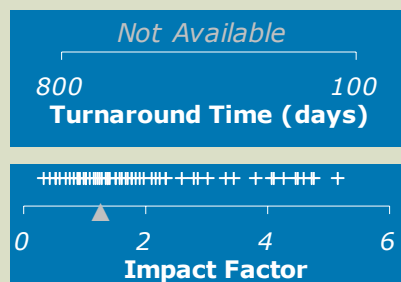 Not Available
800 100
Turnaround Time (days)
0 2 4 6
Impact Factor